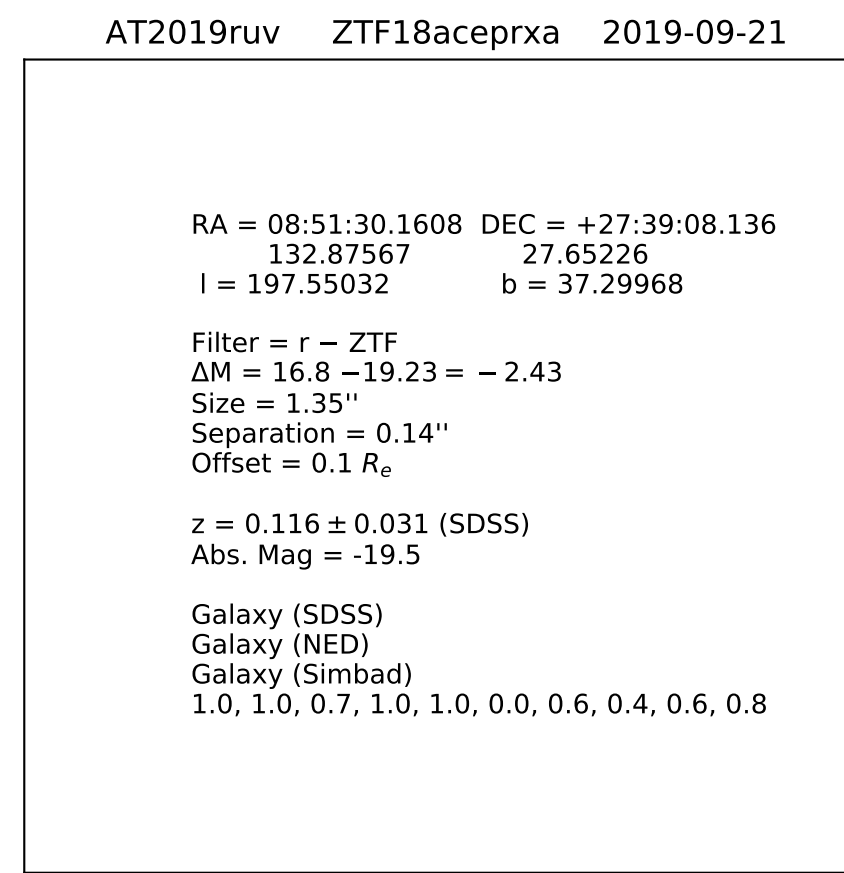 AT2019ruv ZTF18aceprxa 2019-09-21
RA = 08:51:30.1608 DEC = +27:39:08.136
132.87567 27.65226
l = 197.55032 b = 37.29968
Filter = r − ZTF
ΔM = 16.8 −19.23 = − 2.43
Size = 1.35''
Separation = 0.14''
Offset = 0.1 Rₑ
z = 0.116 ± 0.031 (SDSS)
Abs. Mag = -19.5
Galaxy (SDSS)
Galaxy (NED)
Galaxy (Simbad)
1.0, 1.0, 0.7, 1.0, 1.0, 0.0, 0.6, 0.4, 0.6, 0.8